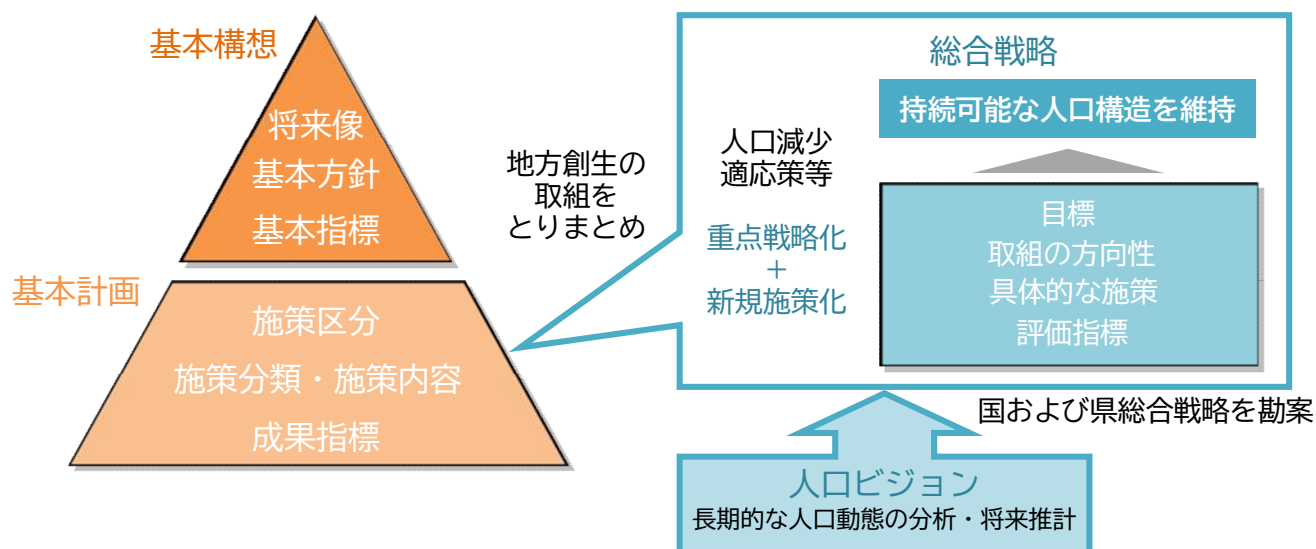 基本構想
将来像
基本方針
基本指標
基本計画
施策区分
施策分類・施策内容
成果指標
地方創生の
取組を
とりまとめ
総合戦略
持続可能な人口構造を維持
人口減少
適応策等
重点戦略化
+
新規施策化
目標
取組の方向性
具体的な施策
評価指標
国および県総合戦略を勘案
人口ビジョン
長期的な人口動態の分析・将来推計